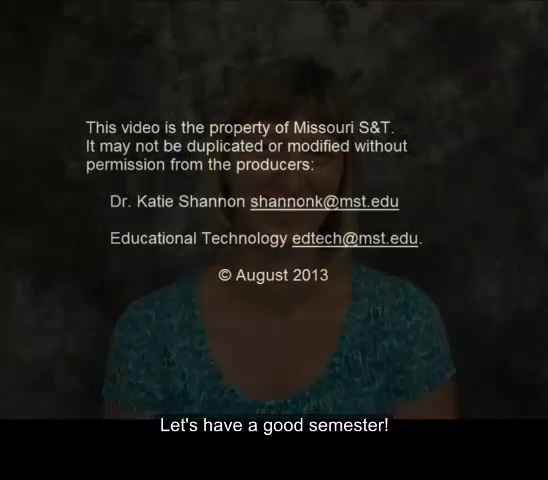 This video is the property of Missouri S&T.
It may not be duplicated or modified without
permission from the producers:
Dr. Katie Shannon shannonk@mst.edu
Educational Technology edtech@mst.edu.
© August 2013
Let's have a good semester!